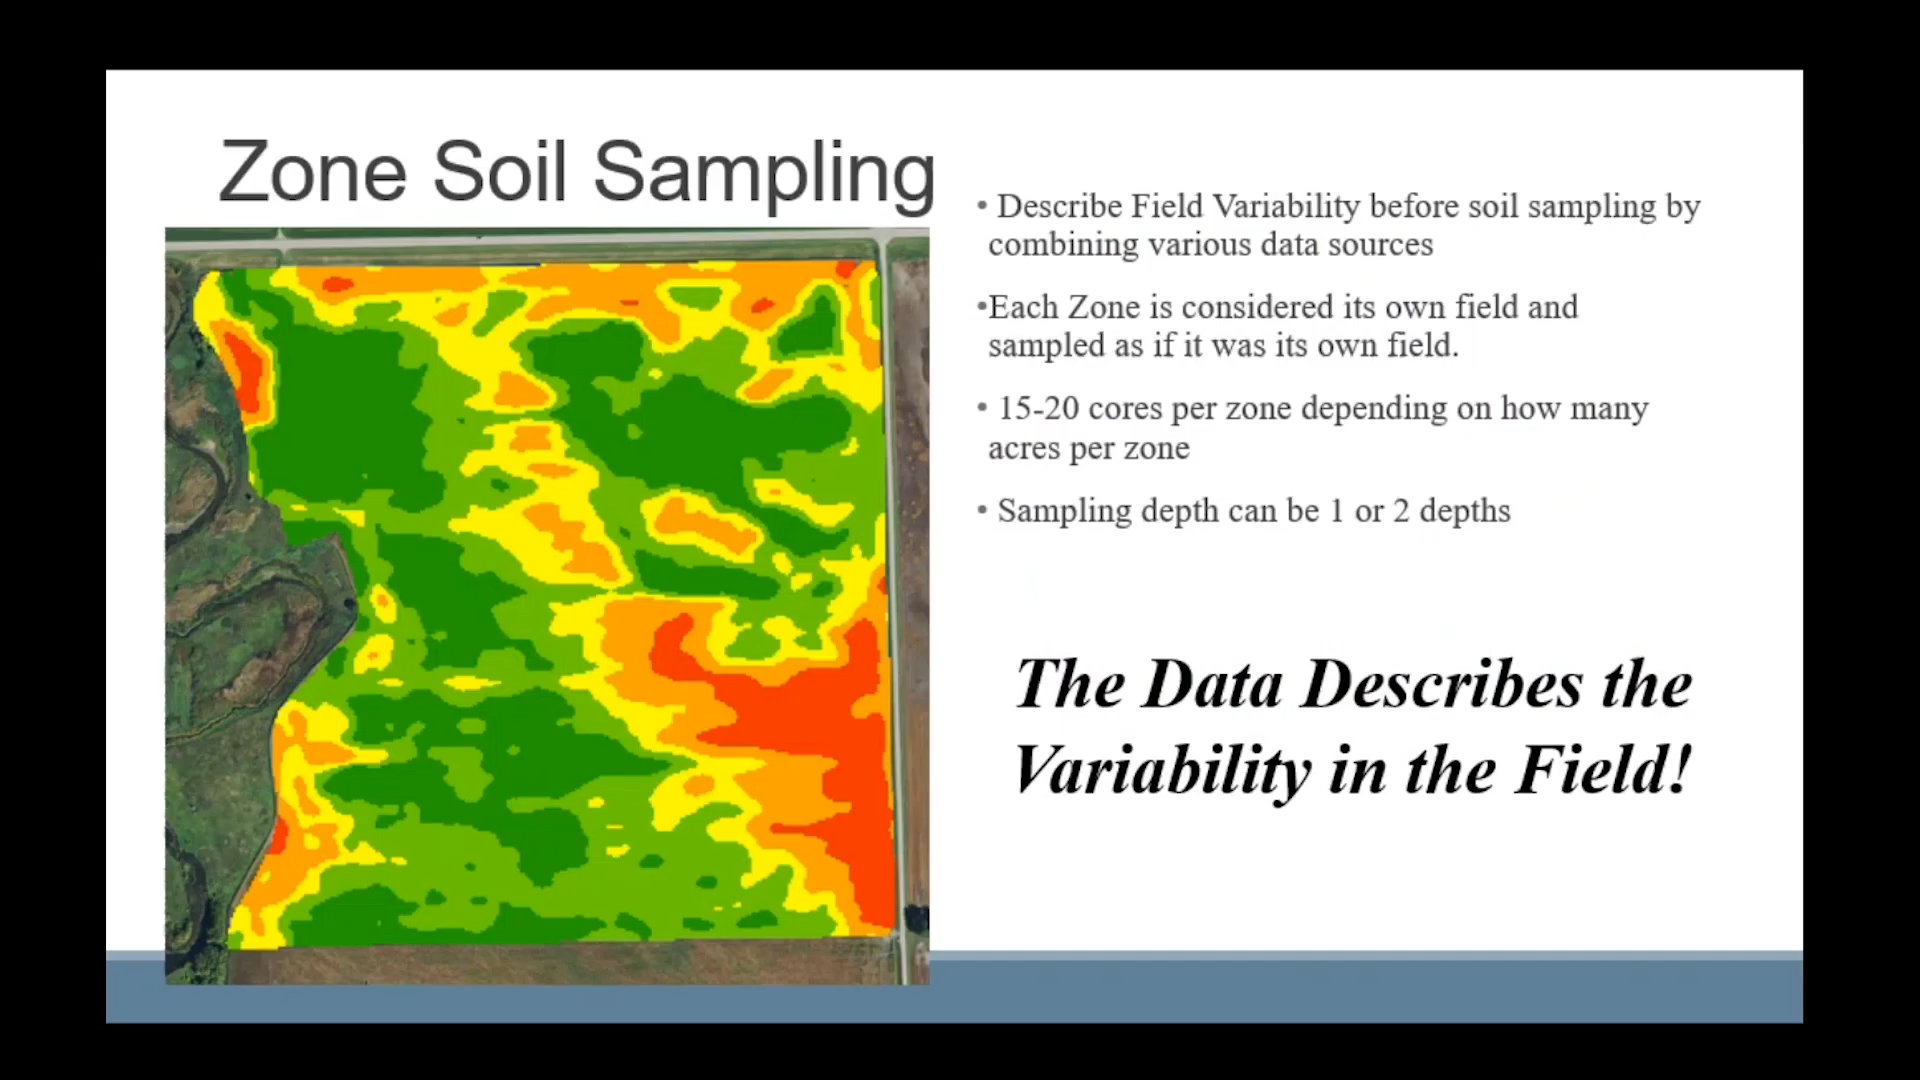 Zone Soil Sampling
• Describe Field Variability before soil sampling by
combining various data sources
•Each Zone is considered its own field and
sampled as if it was its own field.
• 15-20 cores per zone depending on how many
acres per zone
• Sampling depth can be 1 or 2 depths
The Data Describes the
Variability in the Field!